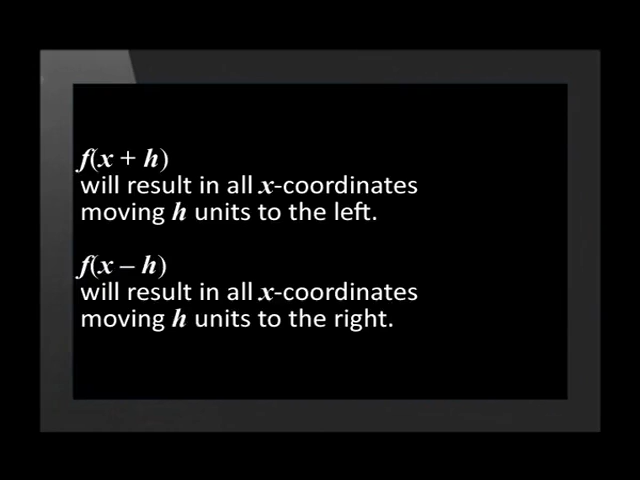 f(x + h)
will result in all x-coordinates
moving h units to the left.
f(x – h)
will result in all x-coordinates
moving h units to the right.